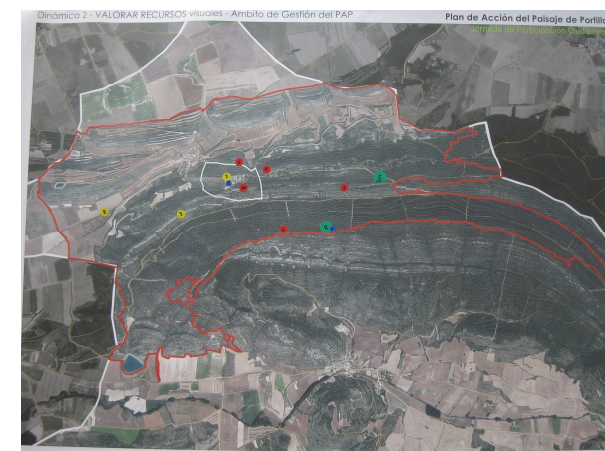 Dinámica 2 - VALORAR RECURSOS visuales - Ámbito de Gestión del PAP
Plan de Acción del Paisaje de Portilla
Jornada de Participación Ciudadana